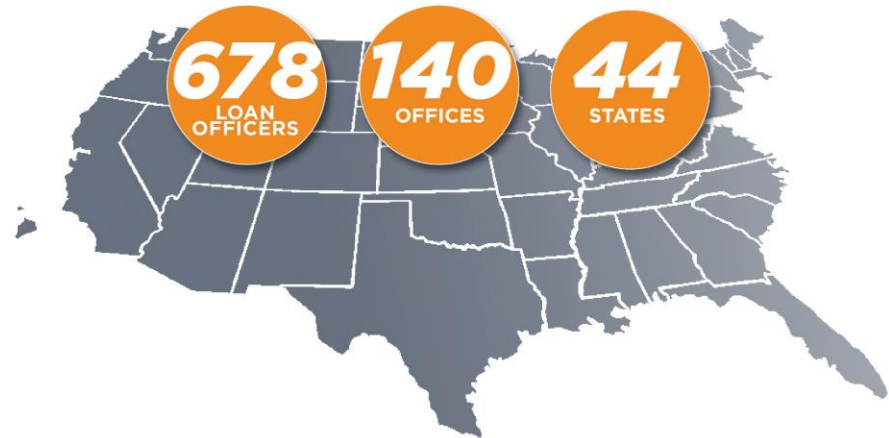 678
LOAN
OFFICERS
140
OFFICES
44
STATES